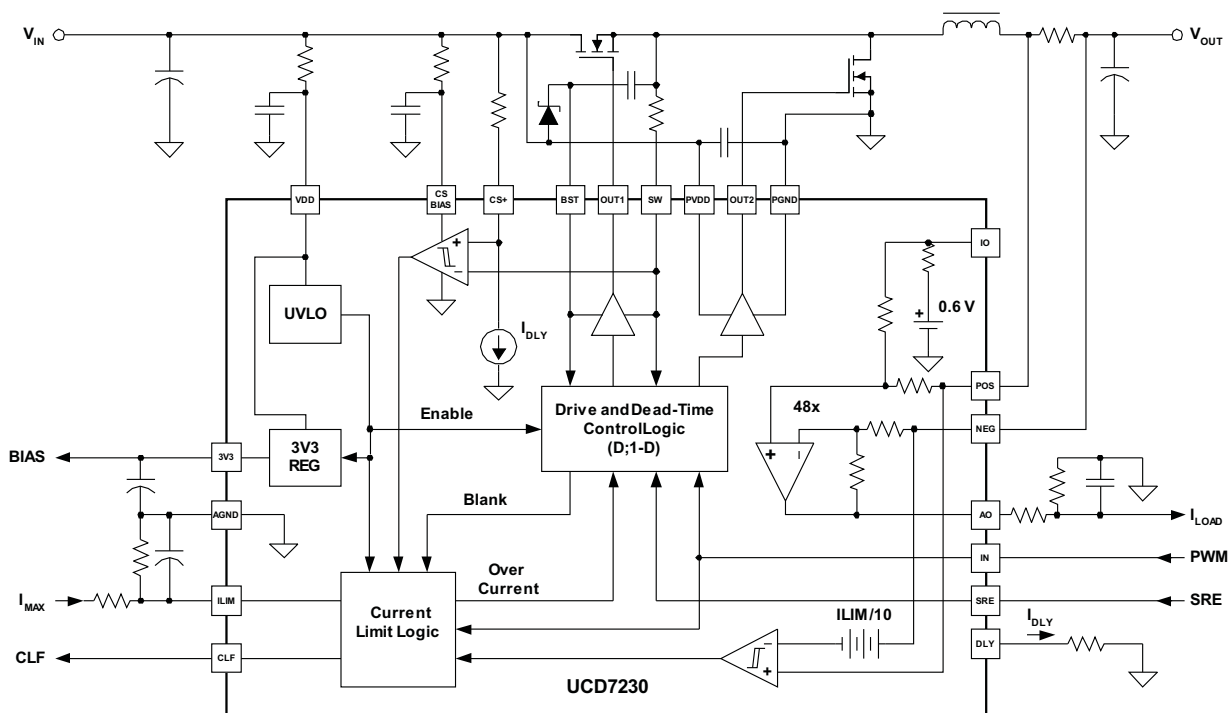 VIN
VOUT
VDD
CS
BIAS
CS+
BST
OUT1
SW
PVDD
OUT2
PGND
IO
+
−
UVLO
IDLY
0.6 V
+
POS
Enable
Drive and Dead-Time
ControlLogic
(D;1-D)
48x
NEG
BIAS
3V3
3V3
REG
+
−
Blank
AGND
AO
ILOAD
IN
PWM
Over
Current
IMAX
ILIM
Current
Limit Logic
SRE
SRE
ILIM/10
IDLY
DLY
CLF
CLF
−
+
UCD7230